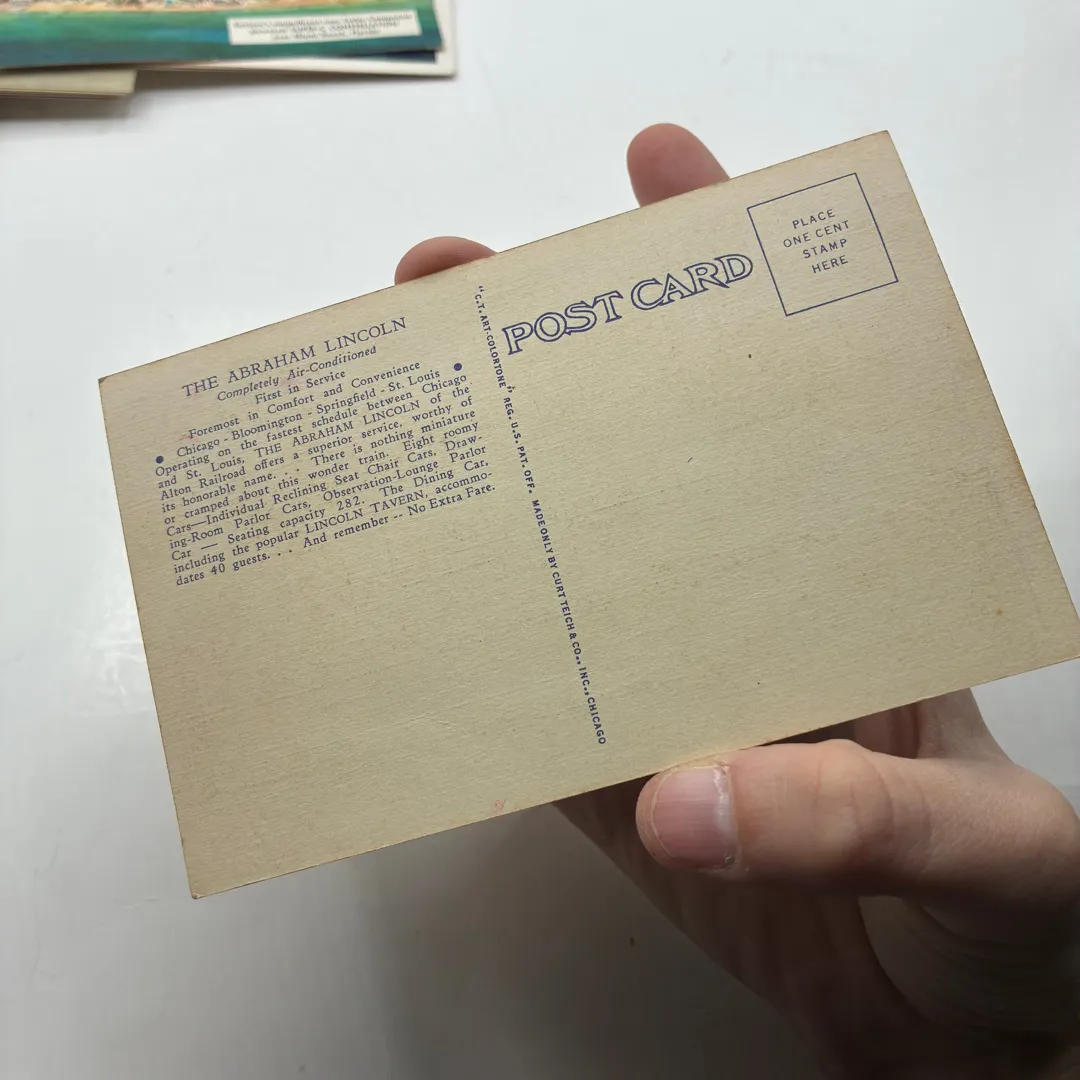 THE ABRAHAM LINCOLN
Completely Air-Conditioned
First in Service
Foremost in Comfort and Convenience
● Chicago - Bloomington - Springfield - St. Louis ●
Operating on the fastest schedule between Chicago
and St. Louis, THE ABRAHAM LINCOLN of the
Alton Railroad offers a superior service, worthy of
its honorable name. . . There is nothing miniature
or cramped about this wonder train. Eight roomy
Cars—Individual Reclining Seat Chair Cars, Draw-
ing-Room Parlor Cars, Observation-Lounge Parlor
Car — Seating capacity 282. The Dining Car,
including the popular LINCOLN TAVERN, accommo-
dates 40 guests. . . And remember -- No Extra Fare.
"C.T. ART-COLORTONE" REG. U.S. PAT. OFF. MADE ONLY BY CURT TEICH & CO., INC., CHICAGO
POST CARD
PLACE
ONE CENT
STAMP
HERE